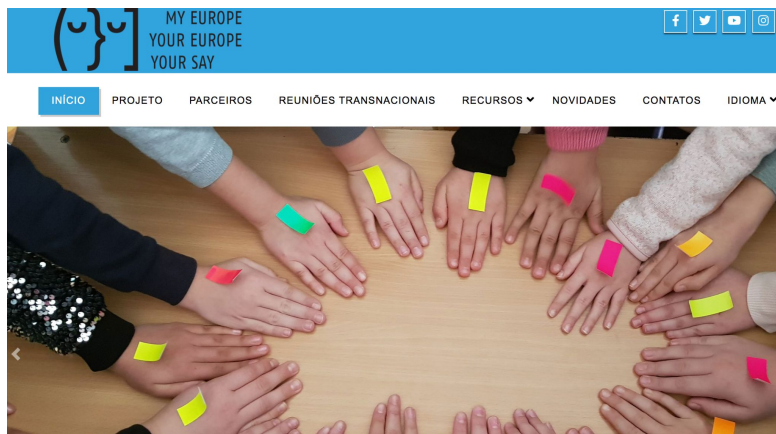 MY EUROPE
YOUR EUROPE
YOUR SAY
INÍCIO PROJETO PARCEIROS REUNIÕES TRANSNACIONAIS RECURSOS NOVIDADES CONTATOS IDIOMA